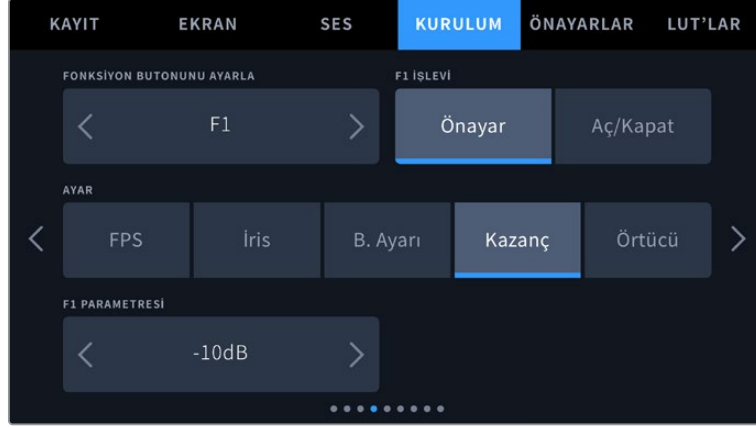 KAYIT EKRAN SES KURULUM ÖNAYARLAR LUT’LAR
FONKSİYON BUTONUNU AYARLA F1 İŞLEVİ
F1 Önayar Aç/Kapat
AYAR
FPS İris B. Ayarı Kazanç Örtücü
F1 PARAMETRESİ
-10dB